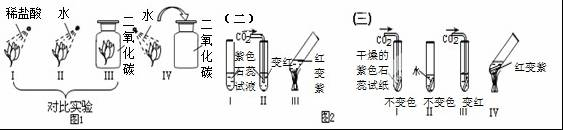 稀盐酸
水
二氧化碳
水
二氧化碳
I
II
III
IV
对比实验
图1
(二)
CO₂
紫色石蕊试液
变红
红变紫
I
II
III
图2
(三)
CO₂
干燥的紫色石蕊试纸
水
CO₂
红变紫
不变色
不变色
变红
I
II
III
IV